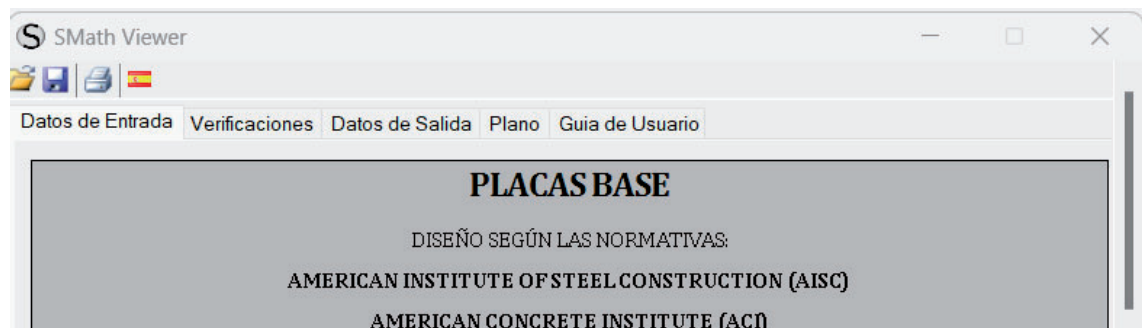 SMath Viewer
Datos de Entrada Verificaciones Datos de Salida Plano Guia de Usuario
PLACAS BASE
DISEÑO SEGÚN LAS NORMATIVAS:
AMERICAN INSTITUTE OF STEEL CONSTRUCTION (AISC)
AMERICAN CONCRETE INSTITUTE (ACI)